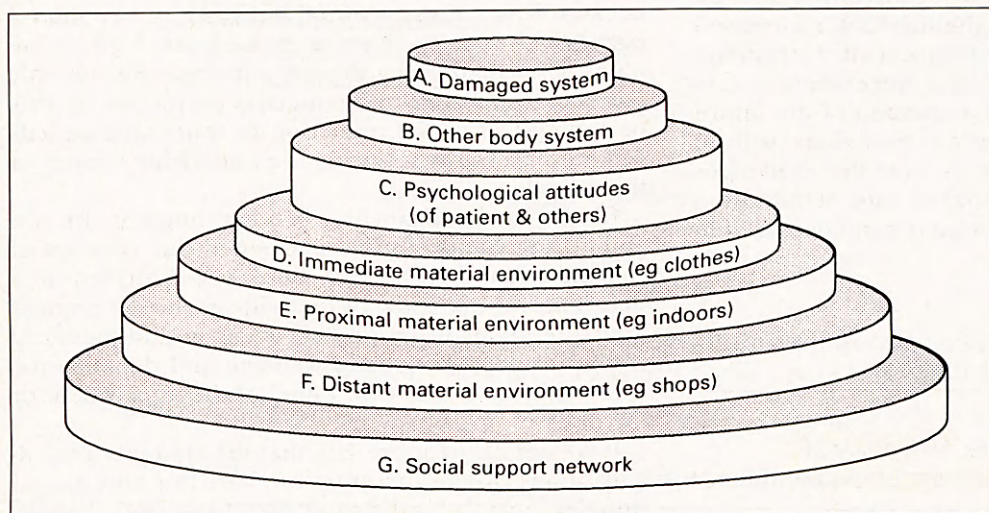 A. Damaged system
B. Other body system
C. Psychological attitudes
(of patient & others)
D. Immediate material environment (eg clothes)
E. Proximal material environment (eg indoors)
F. Distant material environment (eg shops)
G. Social support network